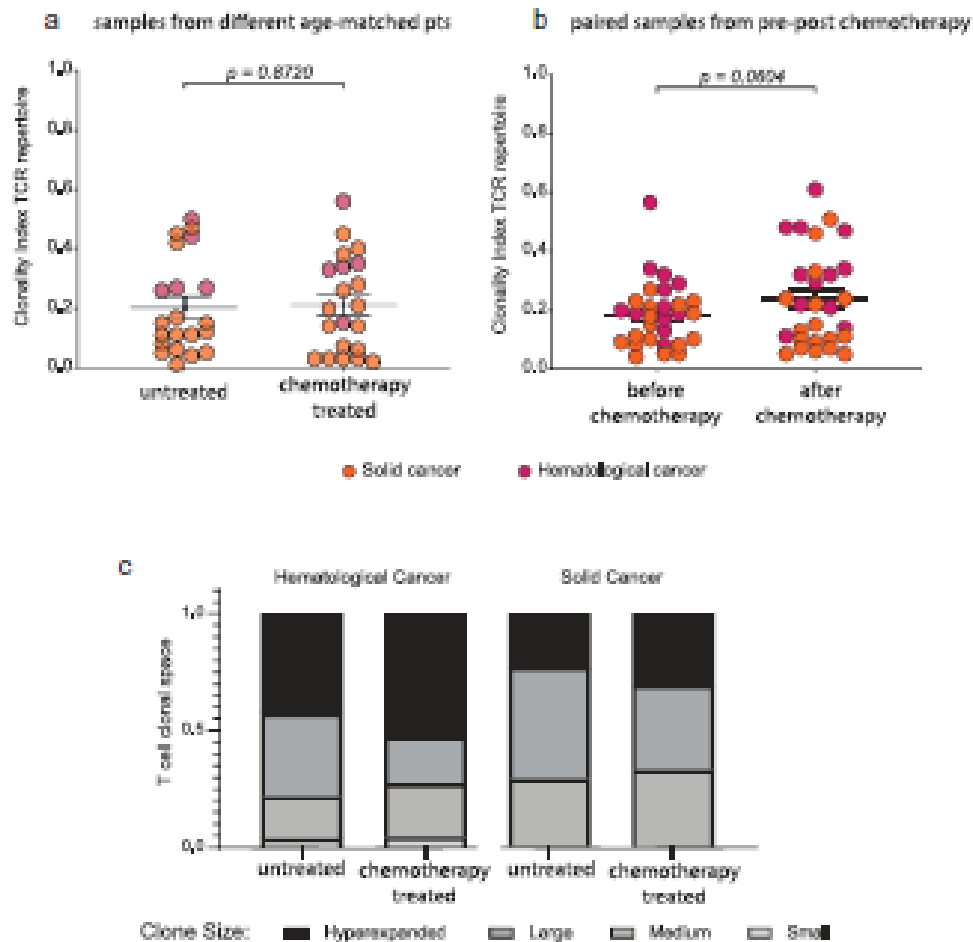 a samples from different age-matched pts
p = 0,8720
Clonality Index TCR repertoire
1,0
0,8
0,6
0,4
0,2
0,0
untreated
chemotherapy
treated
b paired samples from pre-post chemotherapy
p = 0,0804
Clonality Index TCR repertoire
1,0
0,8
0,6
0,4
0,2
0,0
before
chemotherapy
after
chemotherapy
Solid cancer
Hematological cancer
c
Hematological Cancer
Solid Cancer
T cell clonal space
1,0
0,5
0,0
untreated
chemotherapy
treated
untreated
chemotherapy
treated
Clone Size: Hyperexpanded Large Medium Small